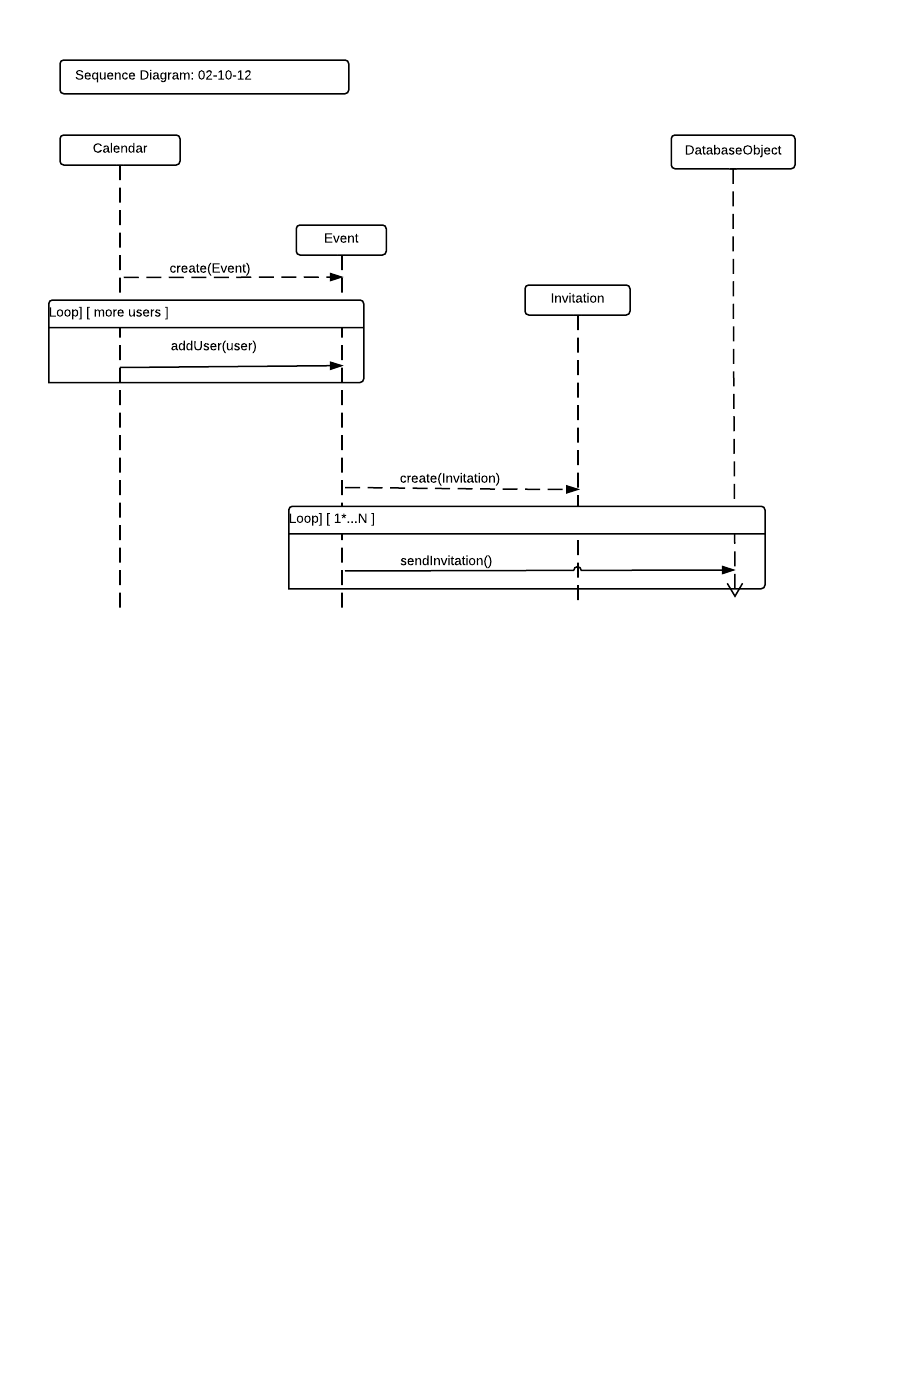 Sequence Diagram: 02-10-12
Calendar
DatabaseObject
Event
create(Event)
Invitation
Loop] [ more users ]
addUser(user)
create(Invitation)
Loop] [ 1*...N ]
sendInvitation()